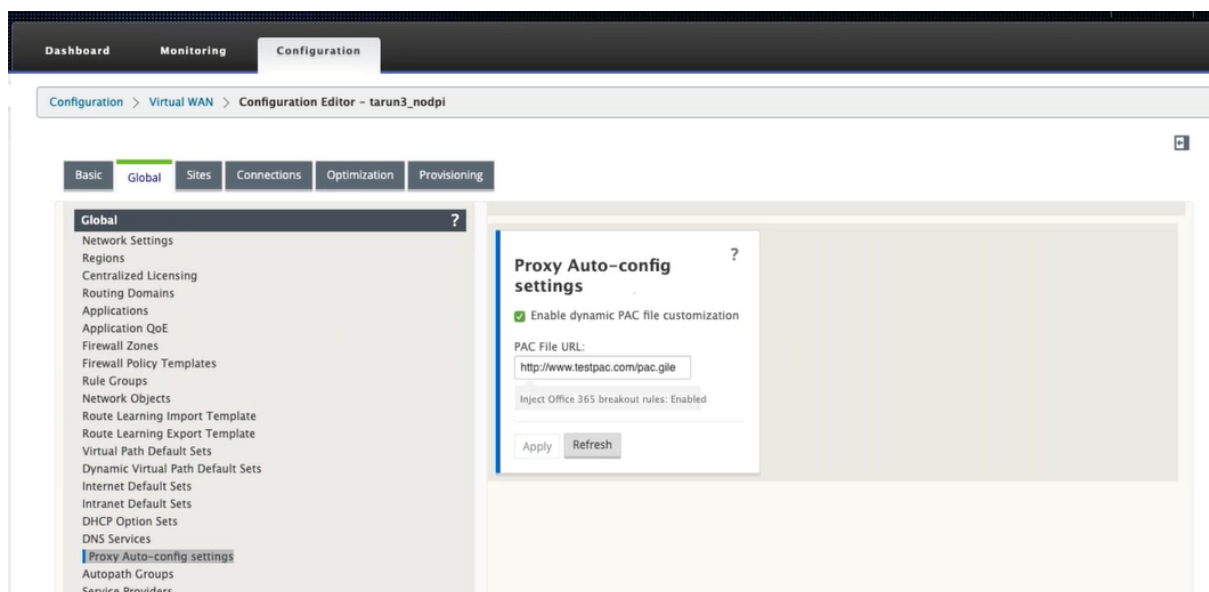 Dashboard Monitoring Configuration
Configuration > Virtual WAN > Configuration Editor - tarun3_nodpi
Basic Global Sites Connections Optimization Provisioning
Global ?
Network Settings
Regions
Centralized Licensing
Routing Domains
Applications
Application QoE
Firewall Zones
Firewall Policy Templates
Rule Groups
Network Objects
Route Learning Import Template
Route Learning Export Template
Virtual Path Default Sets
Dynamic Virtual Path Default Sets
Internet Default Sets
Intranet Default Sets
DHCP Option Sets
DNS Services
Proxy Auto-config settings
Autopath Groups
Service Providers
Proxy Auto-config ?
settings
Enable dynamic PAC file customization
PAC File URL:
http://www.testpac.com/pac.gile
Inject Office 365 breakout rules: Enabled
Apply Refresh